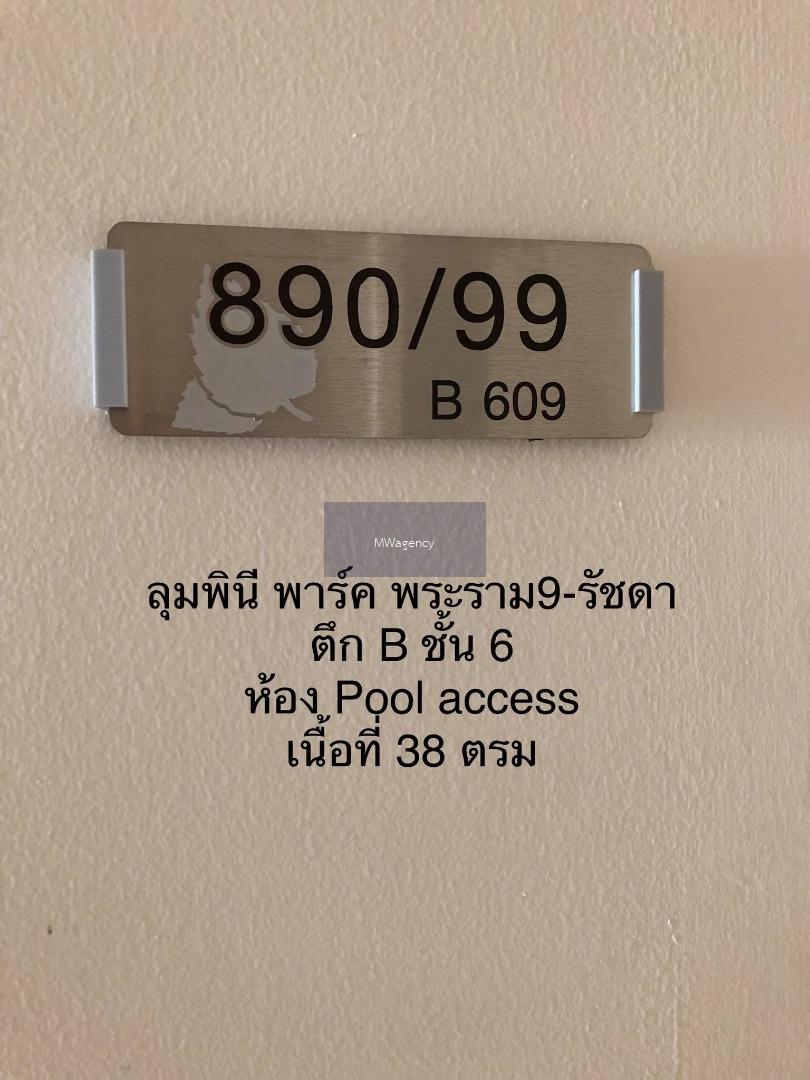 890/99
B 609
MWagency
ลุมพินี พาร์ค พระราม9-รัชดา
ตึก B ชั้น 6
ห้อง Pool access
เนื้อที่ 38 ตรม